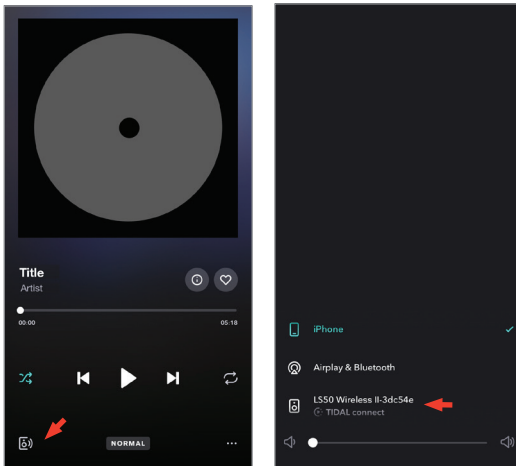 Title
Artist
00:00
05:18
NORMAL
iPhone
Airplay & Bluetooth
LS50 Wireless II-3dc54e
TIDAL connect